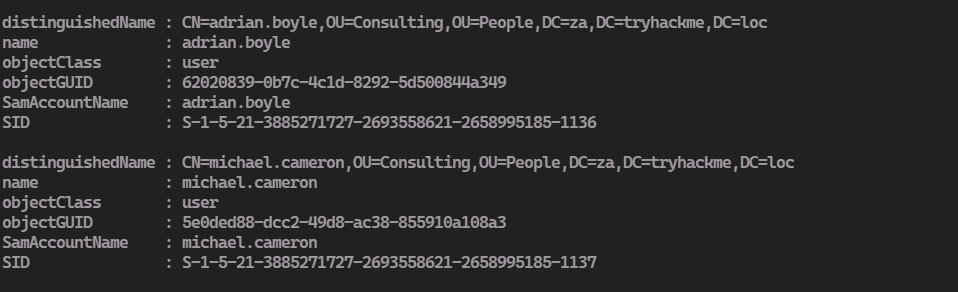 distinguishedName : CN=adrian.boyle,OU=Consulting,OU=People,DC=za,DC=tryhackme,DC=loc
name              : adrian.boyle
objectClass       : user
objectGUID        : 62020839-0b7c-4c1d-8292-5d500844a349
SamAccountName    : adrian.boyle
SID               : S-1-5-21-3885271727-2693558621-2658995185-1136
distinguishedName : CN=michael.cameron,OU=Consulting,OU=People,DC=za,DC=tryhackme,DC=loc
name              : michael.cameron
objectClass       : user
objectGUID        : 5e0ded88-dcc2-49d8-ac38-855910a108a3
SamAccountName    : michael.cameron
SID               : S-1-5-21-3885271727-2693558621-2658995185-1137